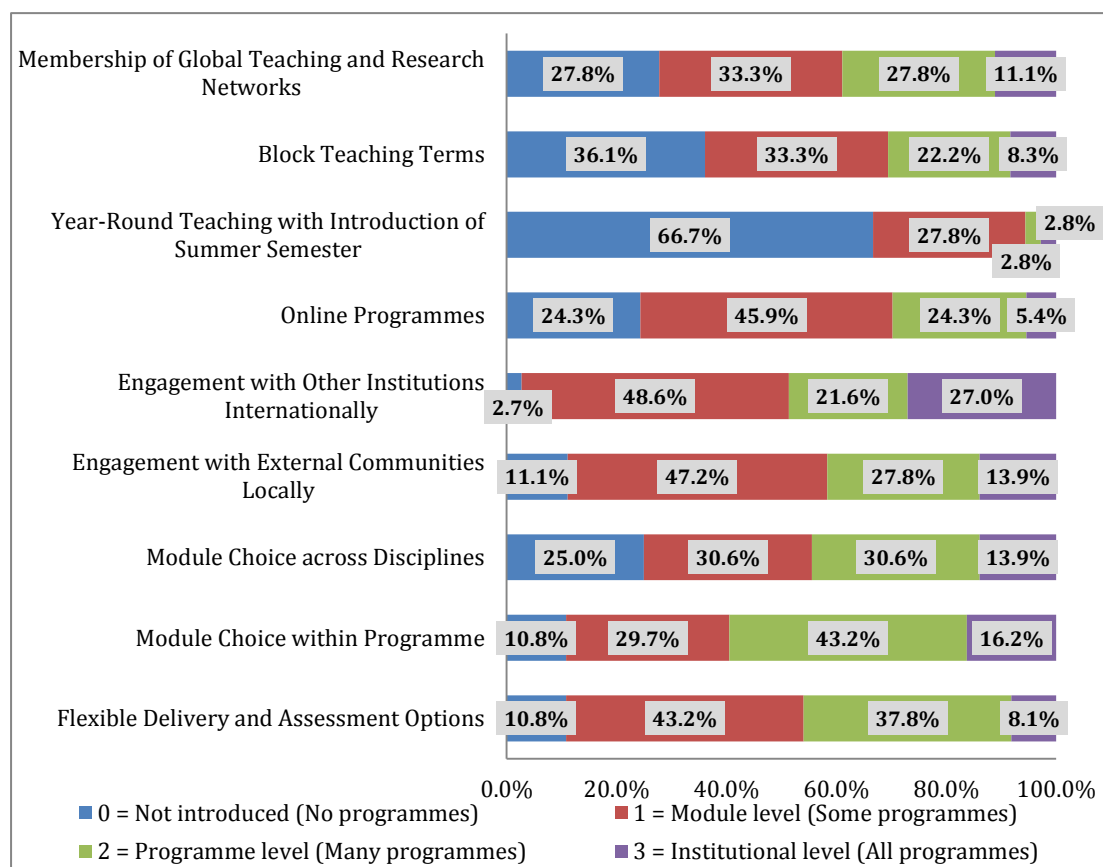 Membership of Global Teaching and Research
Networks
27.8% 33.3% 27.8% 11.1%
Block Teaching Terms
36.1% 33.3% 22.2% 8.3%
Year-Round Teaching with Introduction of
Summer Semester
66.7% 27.8% 2.8% 2.8%
Online Programmes
24.3% 45.9% 24.3% 5.4%
Engagement with Other Institutions
Internationally
2.7% 48.6% 21.6% 27.0%
Engagement with External Communities
Locally
11.1% 47.2% 27.8% 13.9%
Module Choice across Disciplines
25.0% 30.6% 30.6% 13.9%
Module Choice within Programme
10.8% 29.7% 43.2% 16.2%
Flexible Delivery and Assessment Options
10.8% 43.2% 37.8% 8.1%
0.0% 20.0% 40.0% 60.0% 80.0% 100.0%
0 = Not introduced (No programmes) 1 = Module level (Some programmes)
2 = Programme level (Many programmes) 3 = Institutional level (All programmes)